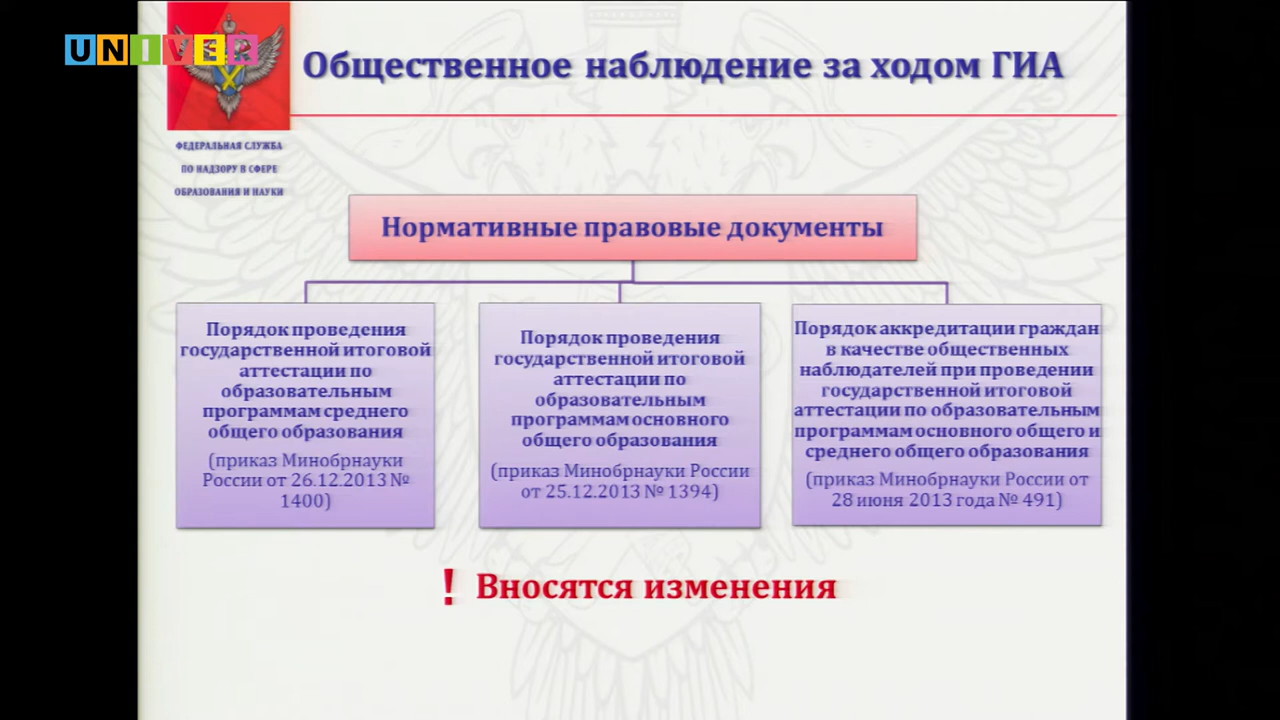 UNIVER
Общественное наблюдение за ходом ГИА
ФЕДЕРАЛЬНАЯ СЛУЖБА
ПО НАДЗОРУ В СФЕРЕ
ОБРАЗОВАНИЯ И НАУКИ
Нормативные правовые документы
Порядок проведения
государственной итоговой
аттестации по
образовательным
программам среднего
общего образования
(приказ Минобрнауки
России от 26.12.2013 №
1400)
Порядок проведения
государственной итоговой
аттестации по
образовательным
программам основного
общего образования
(приказ Минобрнауки России
от 25.12.2013 № 1394)
Порядок аккредитации граждан
в качестве общественных
наблюдателей при проведении
государственной итоговой
аттестации по образовательным
программам основного общего и
среднего общего образования
(приказ Минобрнауки России от
28 июня 2013 года № 491)
! Вносятся изменения